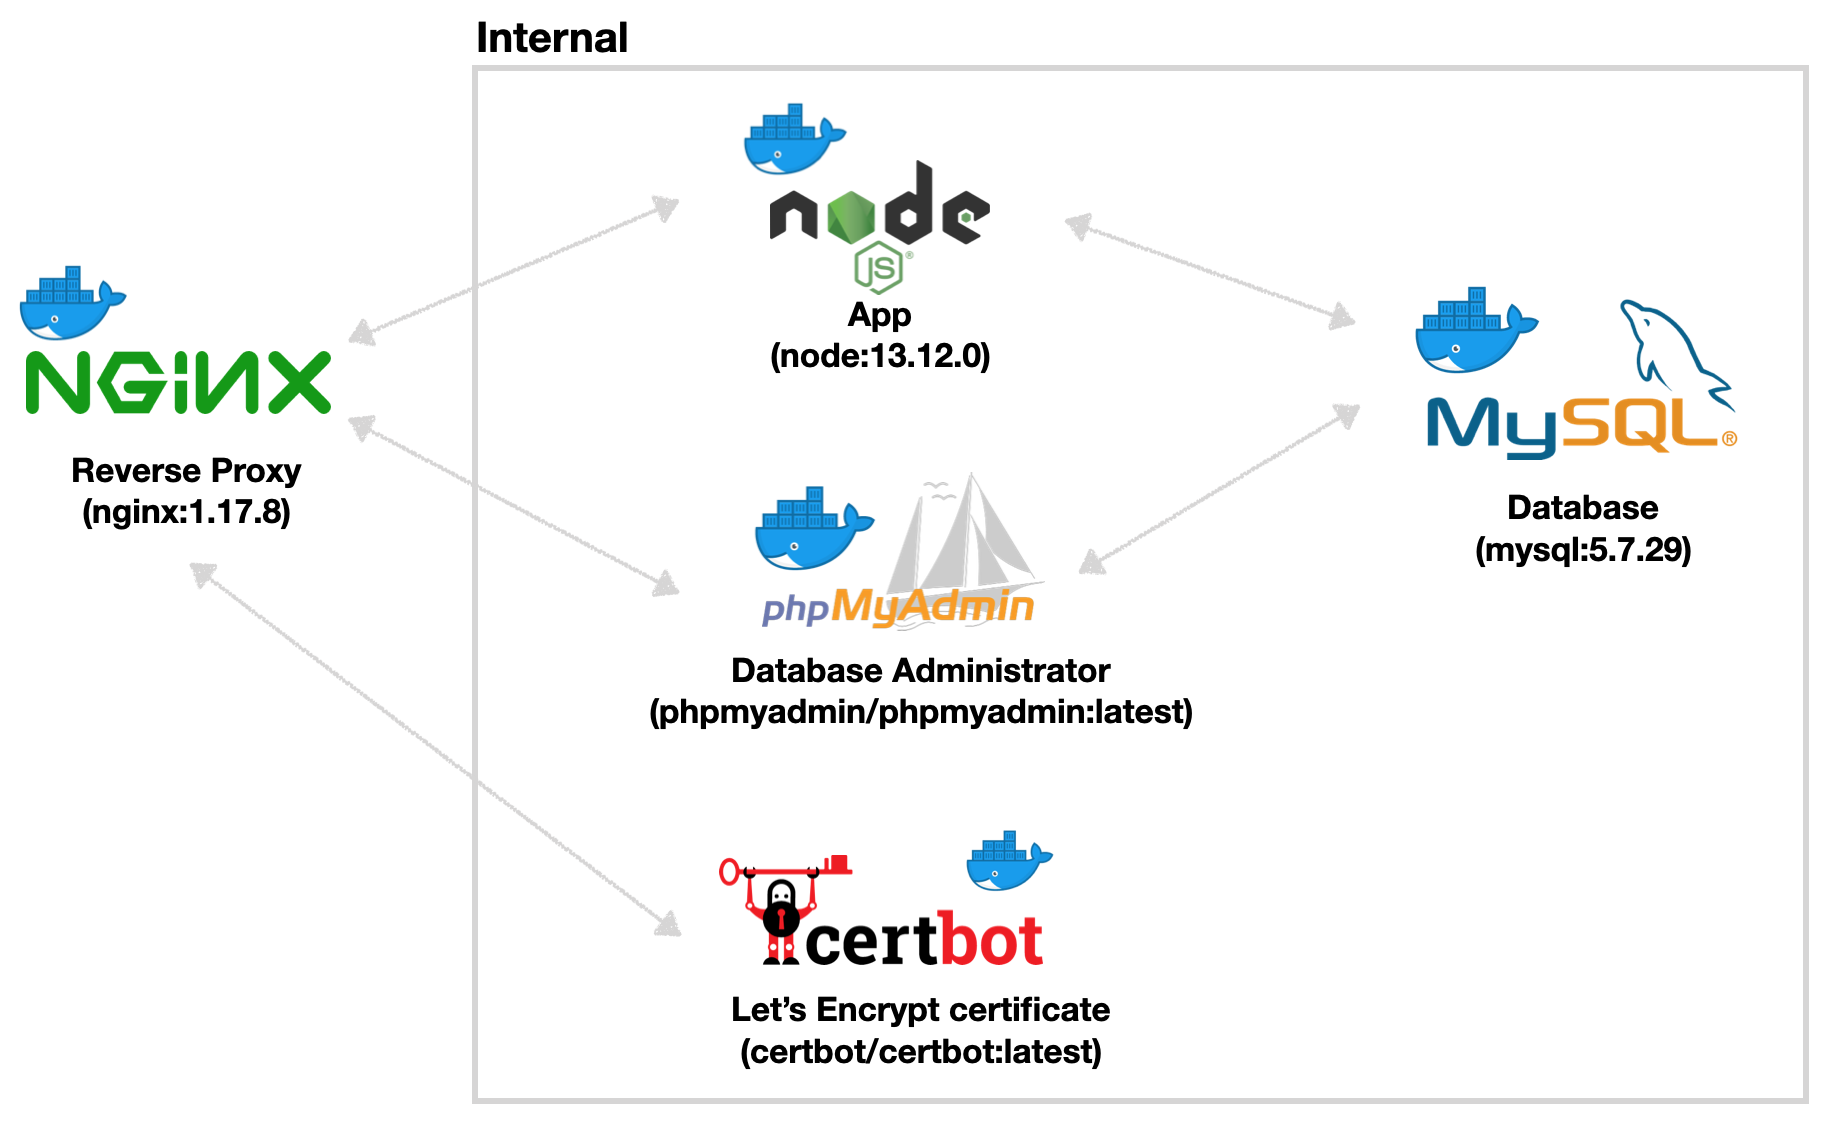 Internal
node
JS®
App
(node:13.12.0)
NGiNX
Reverse Proxy
(nginx:1.17.8)
MySQL®
Database
(mysql:5.7.29)
phpMyAdmin
Database Administrator
(phpmyadmin/phpmyadmin:latest)
certbot
Let’s Encrypt certificate
(certbot/certbot:latest)